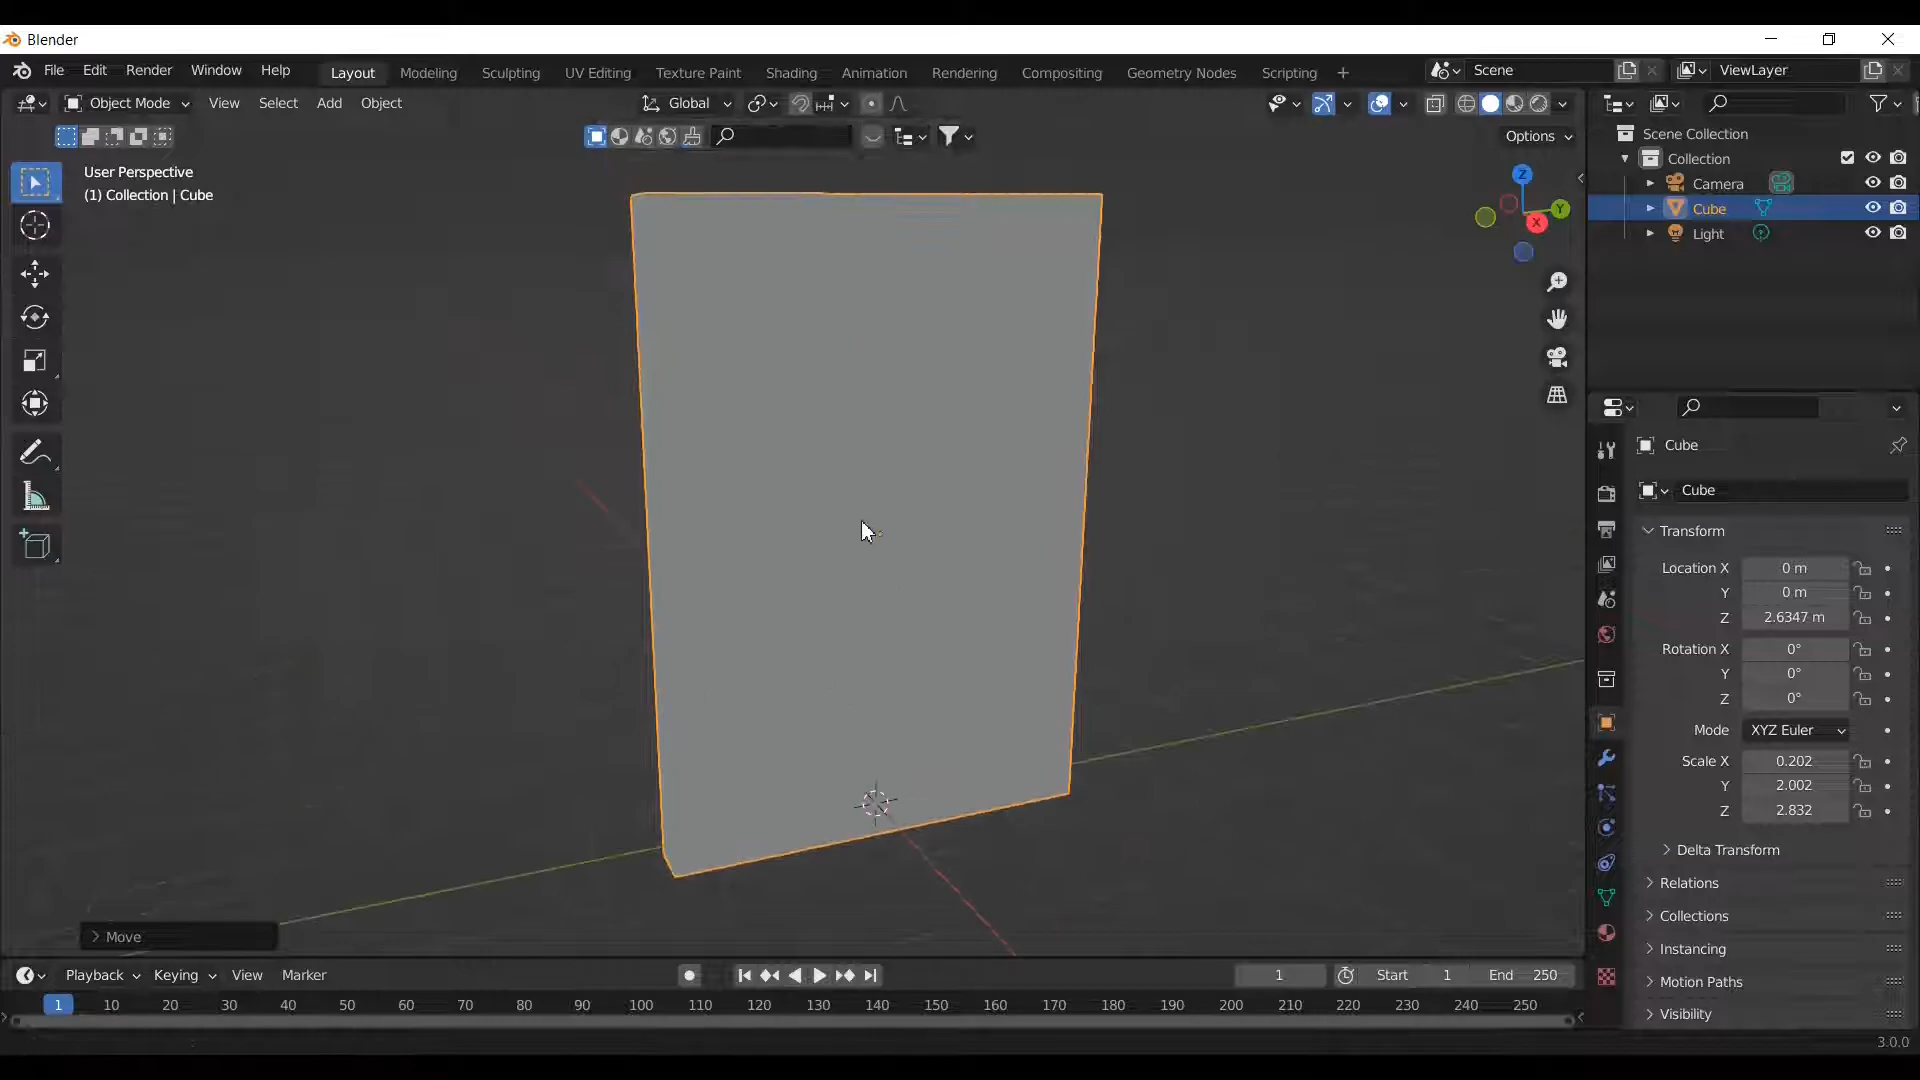 Blender
File Edit Render Window Help Layout Modeling Sculpting UV Editing Texture Paint Shading Animation Rendering Compositing Geometry Nodes Scripting + Scene ViewLayer
Object Mode View Select Add Object Global
Options
User Perspective
(1) Collection | Cube
Z
Y
X
Scene Collection
Collection
Camera
Cube
Light
Cube
Cube
Transform
Location X 0 m
Y 0 m
Z 2.6347 m
Rotation X 0°
Y 0°
Z 0°
Mode XYZ Euler
Scale X 0.202
Y 2.002
Z 2.832
Delta Transform
Relations
Collections
Instancing
Motion Paths
Visibility
Move
Playback Keying View Marker 1 Start 1 End 250
1 10 20 30 40 50 60 70 80 90 100 110 120 130 140 150 160 170 180 190 200 210 220 230 240 250
3.0.0